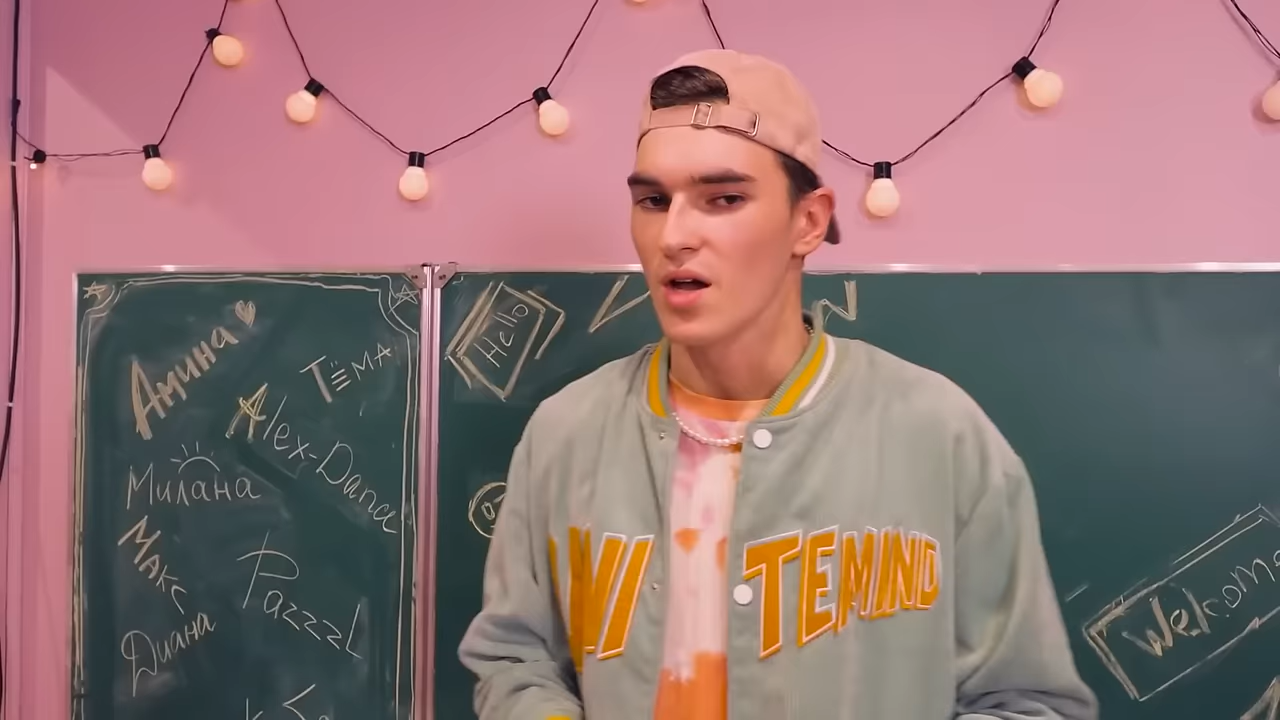 Амина
Тёма
Alex-Dance
Милана
Макс
Pazzzl
Диана
Hello
Welcome
TEMIND